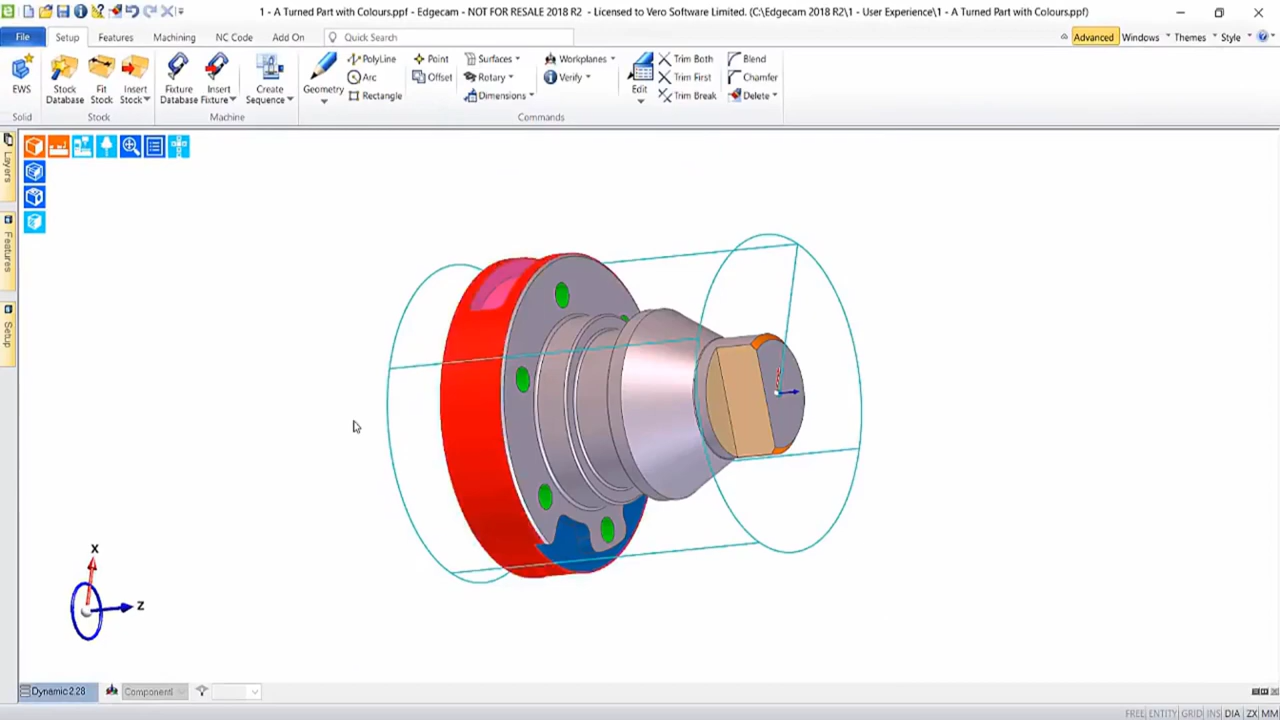 1 - A Turned Part with Colours.ppf - Edgecam - NOT FOR RESALE 2018 R2 - Licensed to Vero Software Limited. (C:\Edgecam 2018 R2\1 - User Experience\1 - A Turned Part with Colours.ppf)
File Setup Features Machining NC Code Add On Quick Search Advanced Windows Themes Style
PolyLine Point Surfaces Workplanes Trim Both Blend
Arc Offset Rotary Verify Trim First Chamfer
EWS Stock Database Fit Stock Insert Stock Fixture Database Insert Fixture Create Sequence Geometry Rectangle Dimensions Edit Trim Break Delete
Solid Stock Machine Commands
Layers
Features
Setup
X
Z
Dynamic 2.28 Component
FREE ENTITY GRID INS DIA ZX MM